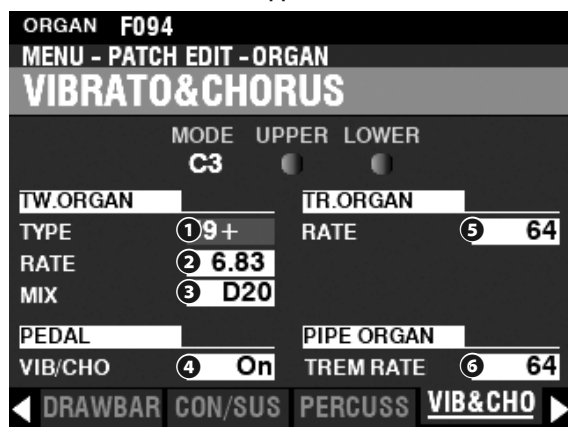 ORGAN F094
MENU - PATCH EDIT - ORGAN
VIBRATO&CHORUS
MODE UPPER LOWER
C3
TW.ORGAN TR.ORGAN
TYPE ① 9+ RATE ⑤ 64
RATE ② 6.83
MIX ③ D20
PEDAL PIPE ORGAN
VIB/CHO ④ On TREM RATE ⑥ 64
DRAWBAR CON/SUS PERCUSS VIB&CHO